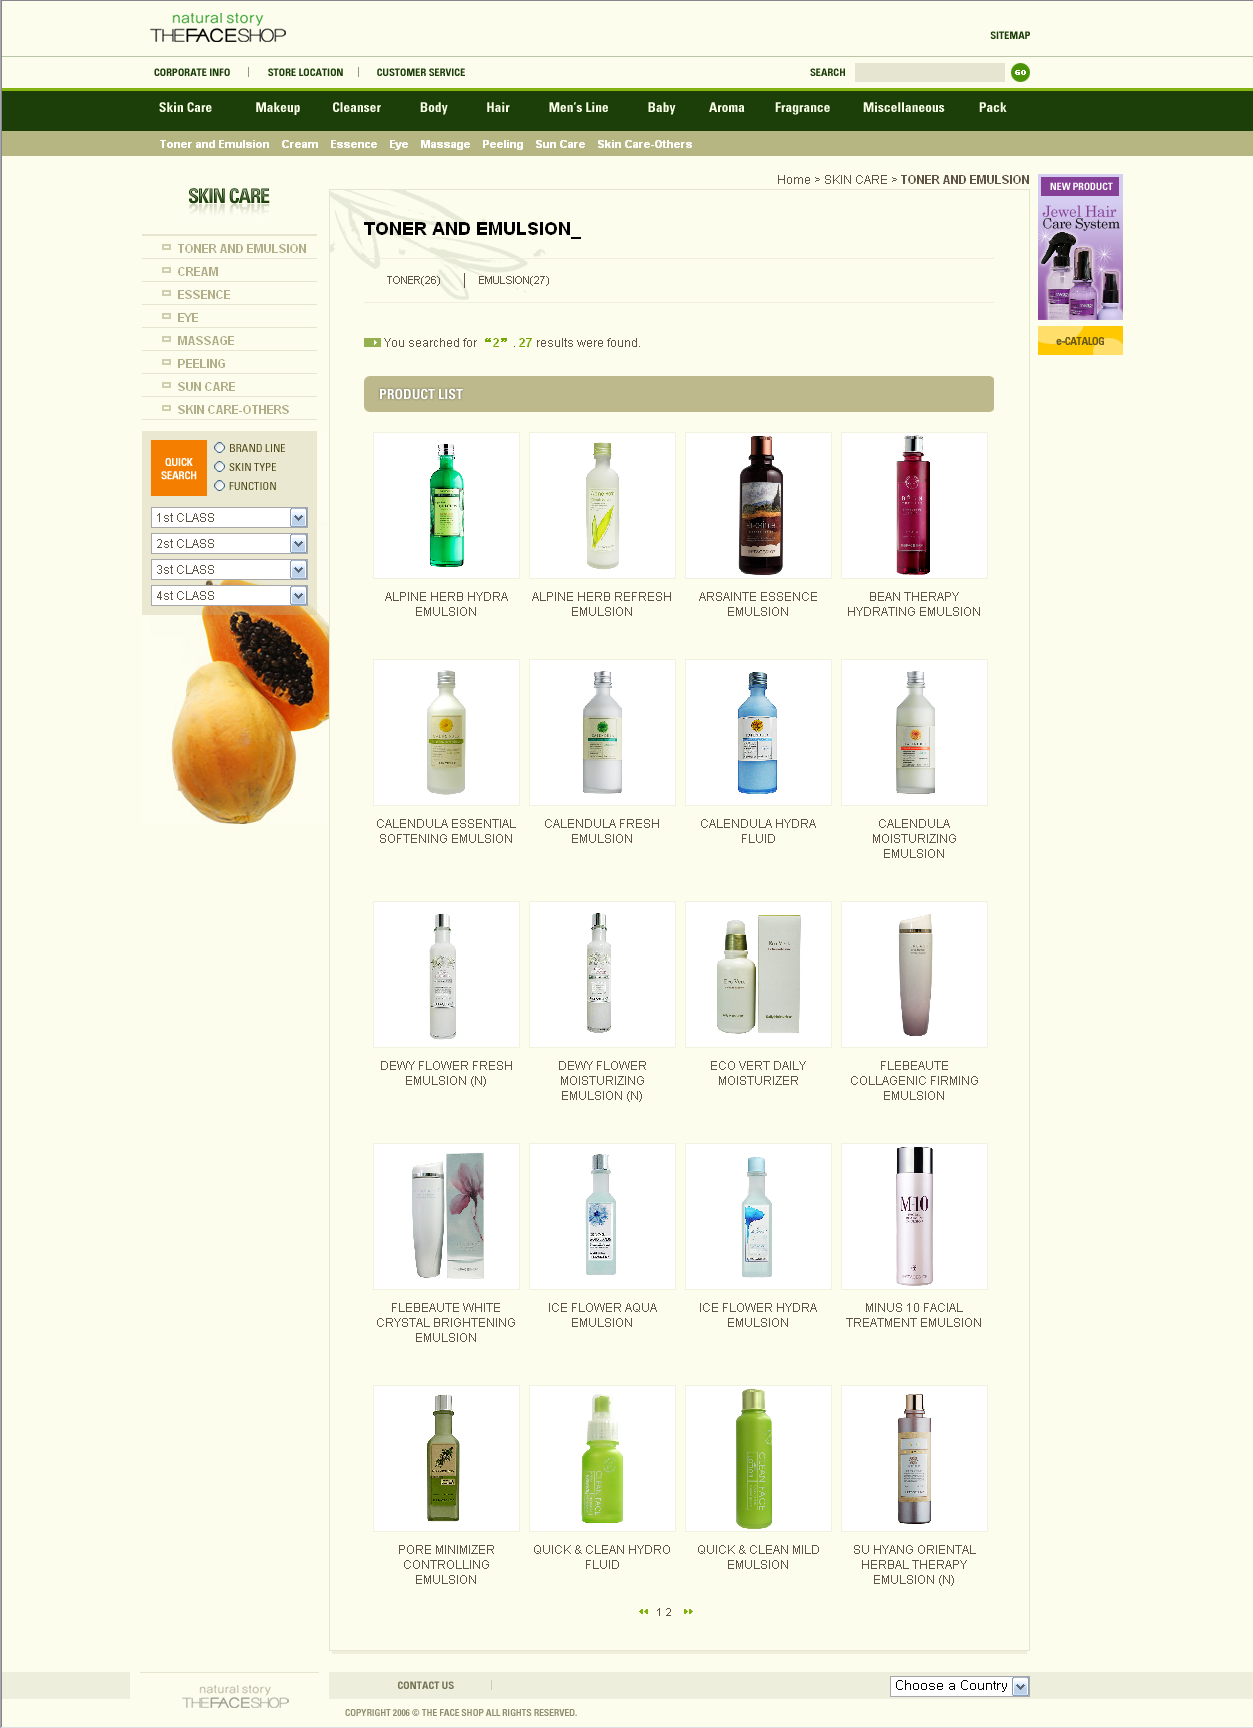 natural story
THEFACESHOP
SITEMAP
CORPORATE INFO | STORE LOCATION | CUSTOMER SERVICE
SEARCH GO
Skin Care Makeup Cleanser Body Hair Men's Line Baby Aroma Fragrance Miscellaneous Pack
Toner and Emulsion Cream Essence Eye Massage Peeling Sun Care Skin Care-Others
Home > SKIN CARE > TONER AND EMULSION
SKIN CARE
TONER AND EMULSION
CREAM
ESSENCE
EYE
MASSAGE
PEELING
SUN CARE
SKIN CARE-OTHERS
QUICK
SEARCH
BRAND LINE
SKIN TYPE
FUNCTION
1st CLASS
2st CLASS
3st CLASS
4st CLASS
NEW PRODUCT
Jewel Hair
Care System
e-CATALOG
TONER AND EMULSION_
TONER(26) | EMULSION(27)
You searched for “2” . 27 results were found.
PRODUCT LIST
ALPINE HERB HYDRA
EMULSION
ALPINE HERB REFRESH
EMULSION
ARSAINTE ESSENCE
EMULSION
BEAN THERAPY
HYDRATING EMULSION
CALENDULA ESSENTIAL
SOFTENING EMULSION
CALENDULA FRESH
EMULSION
CALENDULA HYDRA
FLUID
CALENDULA
MOISTURIZING
EMULSION
Eco Vert
Eco Vert
DEWY FLOWER FRESH
EMULSION (N)
DEWY FLOWER
MOISTURIZING
EMULSION (N)
ECO VERT DAILY
MOISTURIZER
FLEBEAUTE
COLLAGENIC FIRMING
EMULSION
M-10
FLEBEAUTE WHITE
CRYSTAL BRIGHTENING
EMULSION
ICE FLOWER AQUA
EMULSION
ICE FLOWER HYDRA
EMULSION
MINUS 10 FACIAL
TREATMENT EMULSION
CLEAN FACE
CLEAN FACE
PORE MINIMIZER
CONTROLLING
EMULSION
QUICK & CLEAN HYDRO
FLUID
QUICK & CLEAN MILD
EMULSION
SU HYANG ORIENTAL
HERBAL THERAPY
EMULSION (N)
1 2
natural story
THEFACESHOP
CONTACT US |
Choose a Country
COPYRIGHT 2006 © THE FACE SHOP ALL RIGHTS RESERVED.